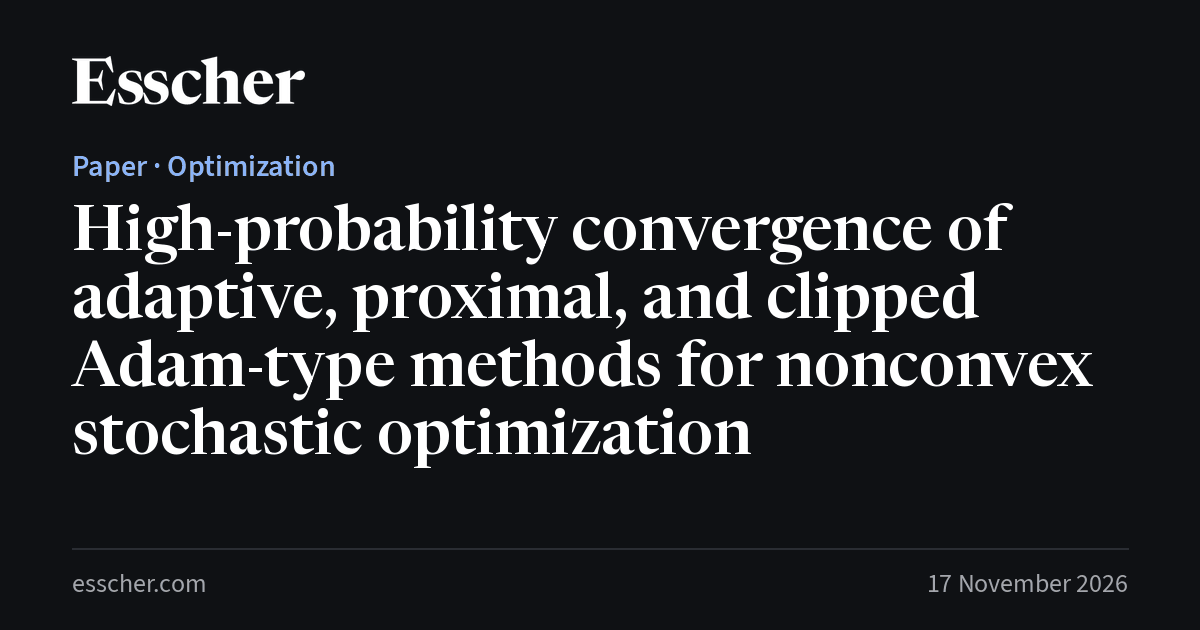 Esscher
Paper · Optimization
High-probability convergence of
adaptive, proximal, and clipped
Adam-type methods for nonconvex
stochastic optimization
esscher.com
17 November 2026